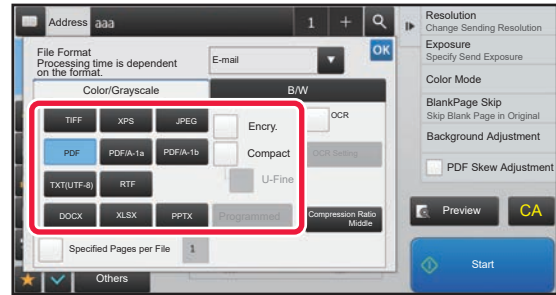 Address aaa 1 +
File Format
Processing time is dependent
on the format.
E-mail
OK
Color/Grayscale
B/W
TIFF XPS JPEG Encry. OCR
PDF PDF/A-1a PDF/A-1b Compact OCR Setting
TXT(UTF-8) RTF U-Fine
DOCX XLSX PPTX Programmed Compression Ratio
Middle
Specified Pages per File 1
Others
Resolution
Change Sending Resolution
Exposure
Specify Send Exposure
Color Mode
BlankPage Skip
Skip Blank Page in Original
Background Adjustment
PDF Skew Adjustment
Preview CA
Start